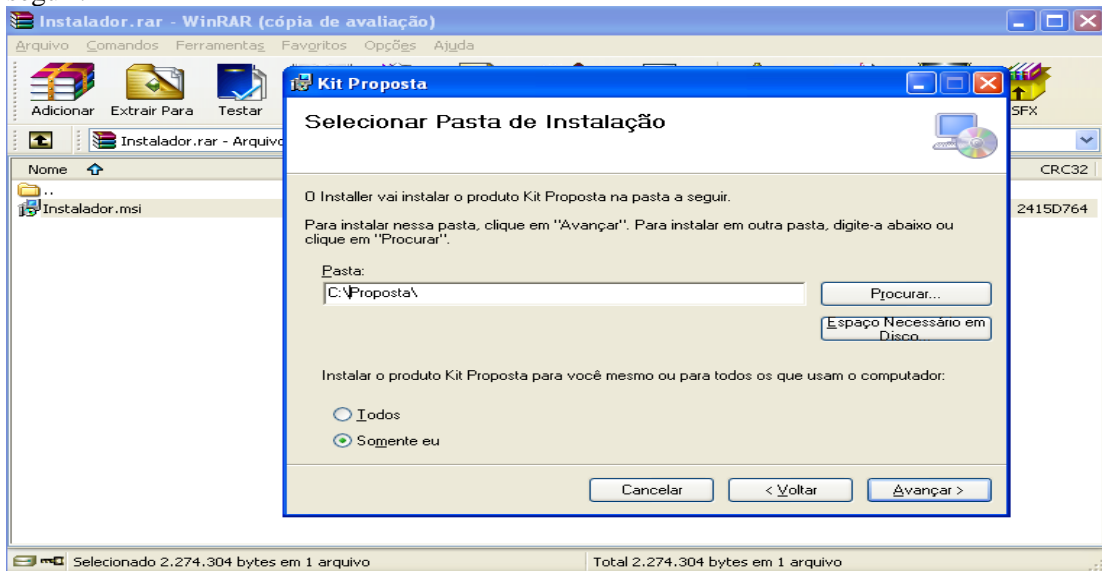 Instalador.rar - WinRAR (cópia de avaliação)
Arquivo Comandos Ferramentas Favoritos Opções Ajuda
Kit Proposta
Adicionar Extrair Para Testar SFX
Selecionar Pasta de Instalação
Instalador.rar - Arquivo
Nome CRC32
..
Instalador.msi 2415D764
O Installer vai instalar o produto Kit Proposta na pasta a seguir.
Para instalar nessa pasta, clique em "Avançar". Para instalar em outra pasta, digite-a abaixo ou
clique em "Procurar".
Pasta:
C:\Proposta\
Procurar...
Espaço Necessário em
Disco...
Instalar o produto Kit Proposta para você mesmo ou para todos os que usam o computador:
Todos
Somente eu
Cancelar < Voltar Avançar >
Selecionado 2.274.304 bytes em 1 arquivo Total 2.274.304 bytes em 1 arquivo